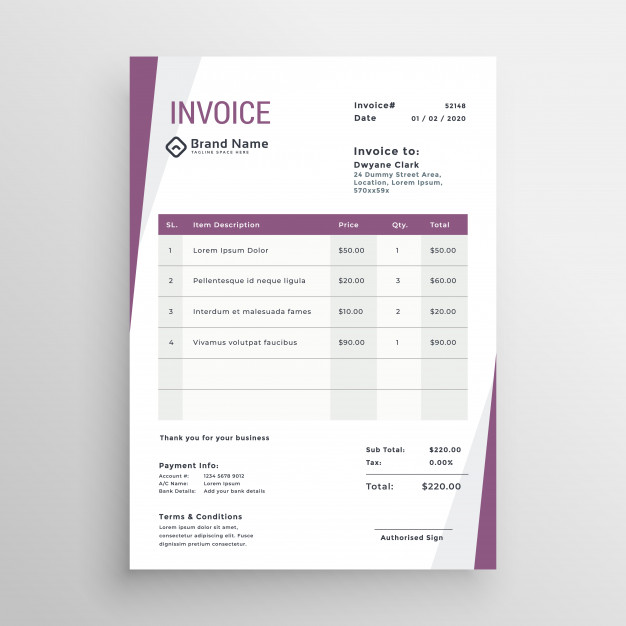 INVOICE
Brand Name
TAGLINE SPACE HERE
Invoice# 52148
Date 01 / 02 / 2020
Invoice to:
Dwyane Clark
24 Dummy Street Area,
Location, Lorem Ipsum,
570xx59x
SL. Item Description Price Qty. Total
1 Lorem Ipsum Dolor $50.00 1 $50.00
2 Pellentesque id neque ligula $20.00 3 $60.00
3 Interdum et malesuada fames $10.00 2 $20.00
4 Vivamus volutpat faucibus $90.00 1 $90.00
Thank you for your business
Sub Total: $220.00
Tax: 0.00%
Total: $220.00
Payment Info:
Account #: 1234 5678 9012
A/C Name: Lorem Ipsum
Bank Details: Add your bank details
Terms & Conditions
Lorem ipsum dolor sit amet,
consectetur adipiscing elit. Fusce
dignissim pretium consectetur.
Authorised Sign